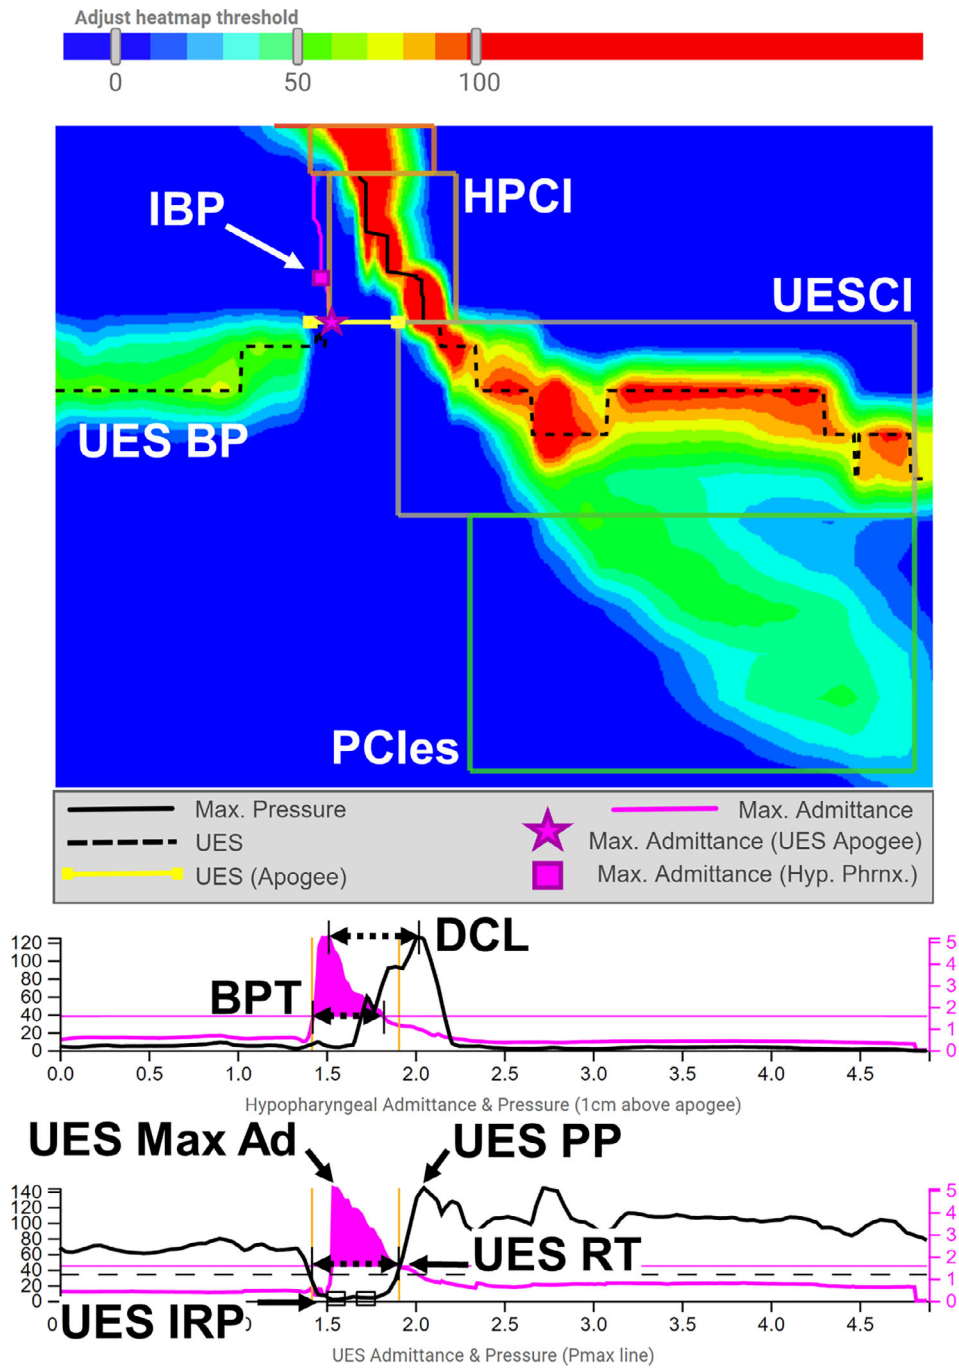 Adjust heatmap threshold
0 50 100
HPCI
IBP
UESCI
UES BP
PCIes
Max. Pressure
UES
UES (Apogee)
Max. Admittance
Max. Admittance (UES Apogee)
Max. Admittance (Hyp. Phrnx.)
DCL
BPT
120
100
80
60
40
20
0
5
4
3
2
1
0
0.0 0.5 1.0 1.5 2.0 2.5 3.0 3.5 4.0 4.5
Hypopharyngeal Admittance & Pressure (1cm above apogee)
UES Max Ad
UES PP
140
120
100
80
60
40
20
0
5
4
3
2
1
0
UES RT
UES IRP
1.5 2.0 2.5 3.0 3.5 4.0 4.5
UES Admittance & Pressure (Pmax line)